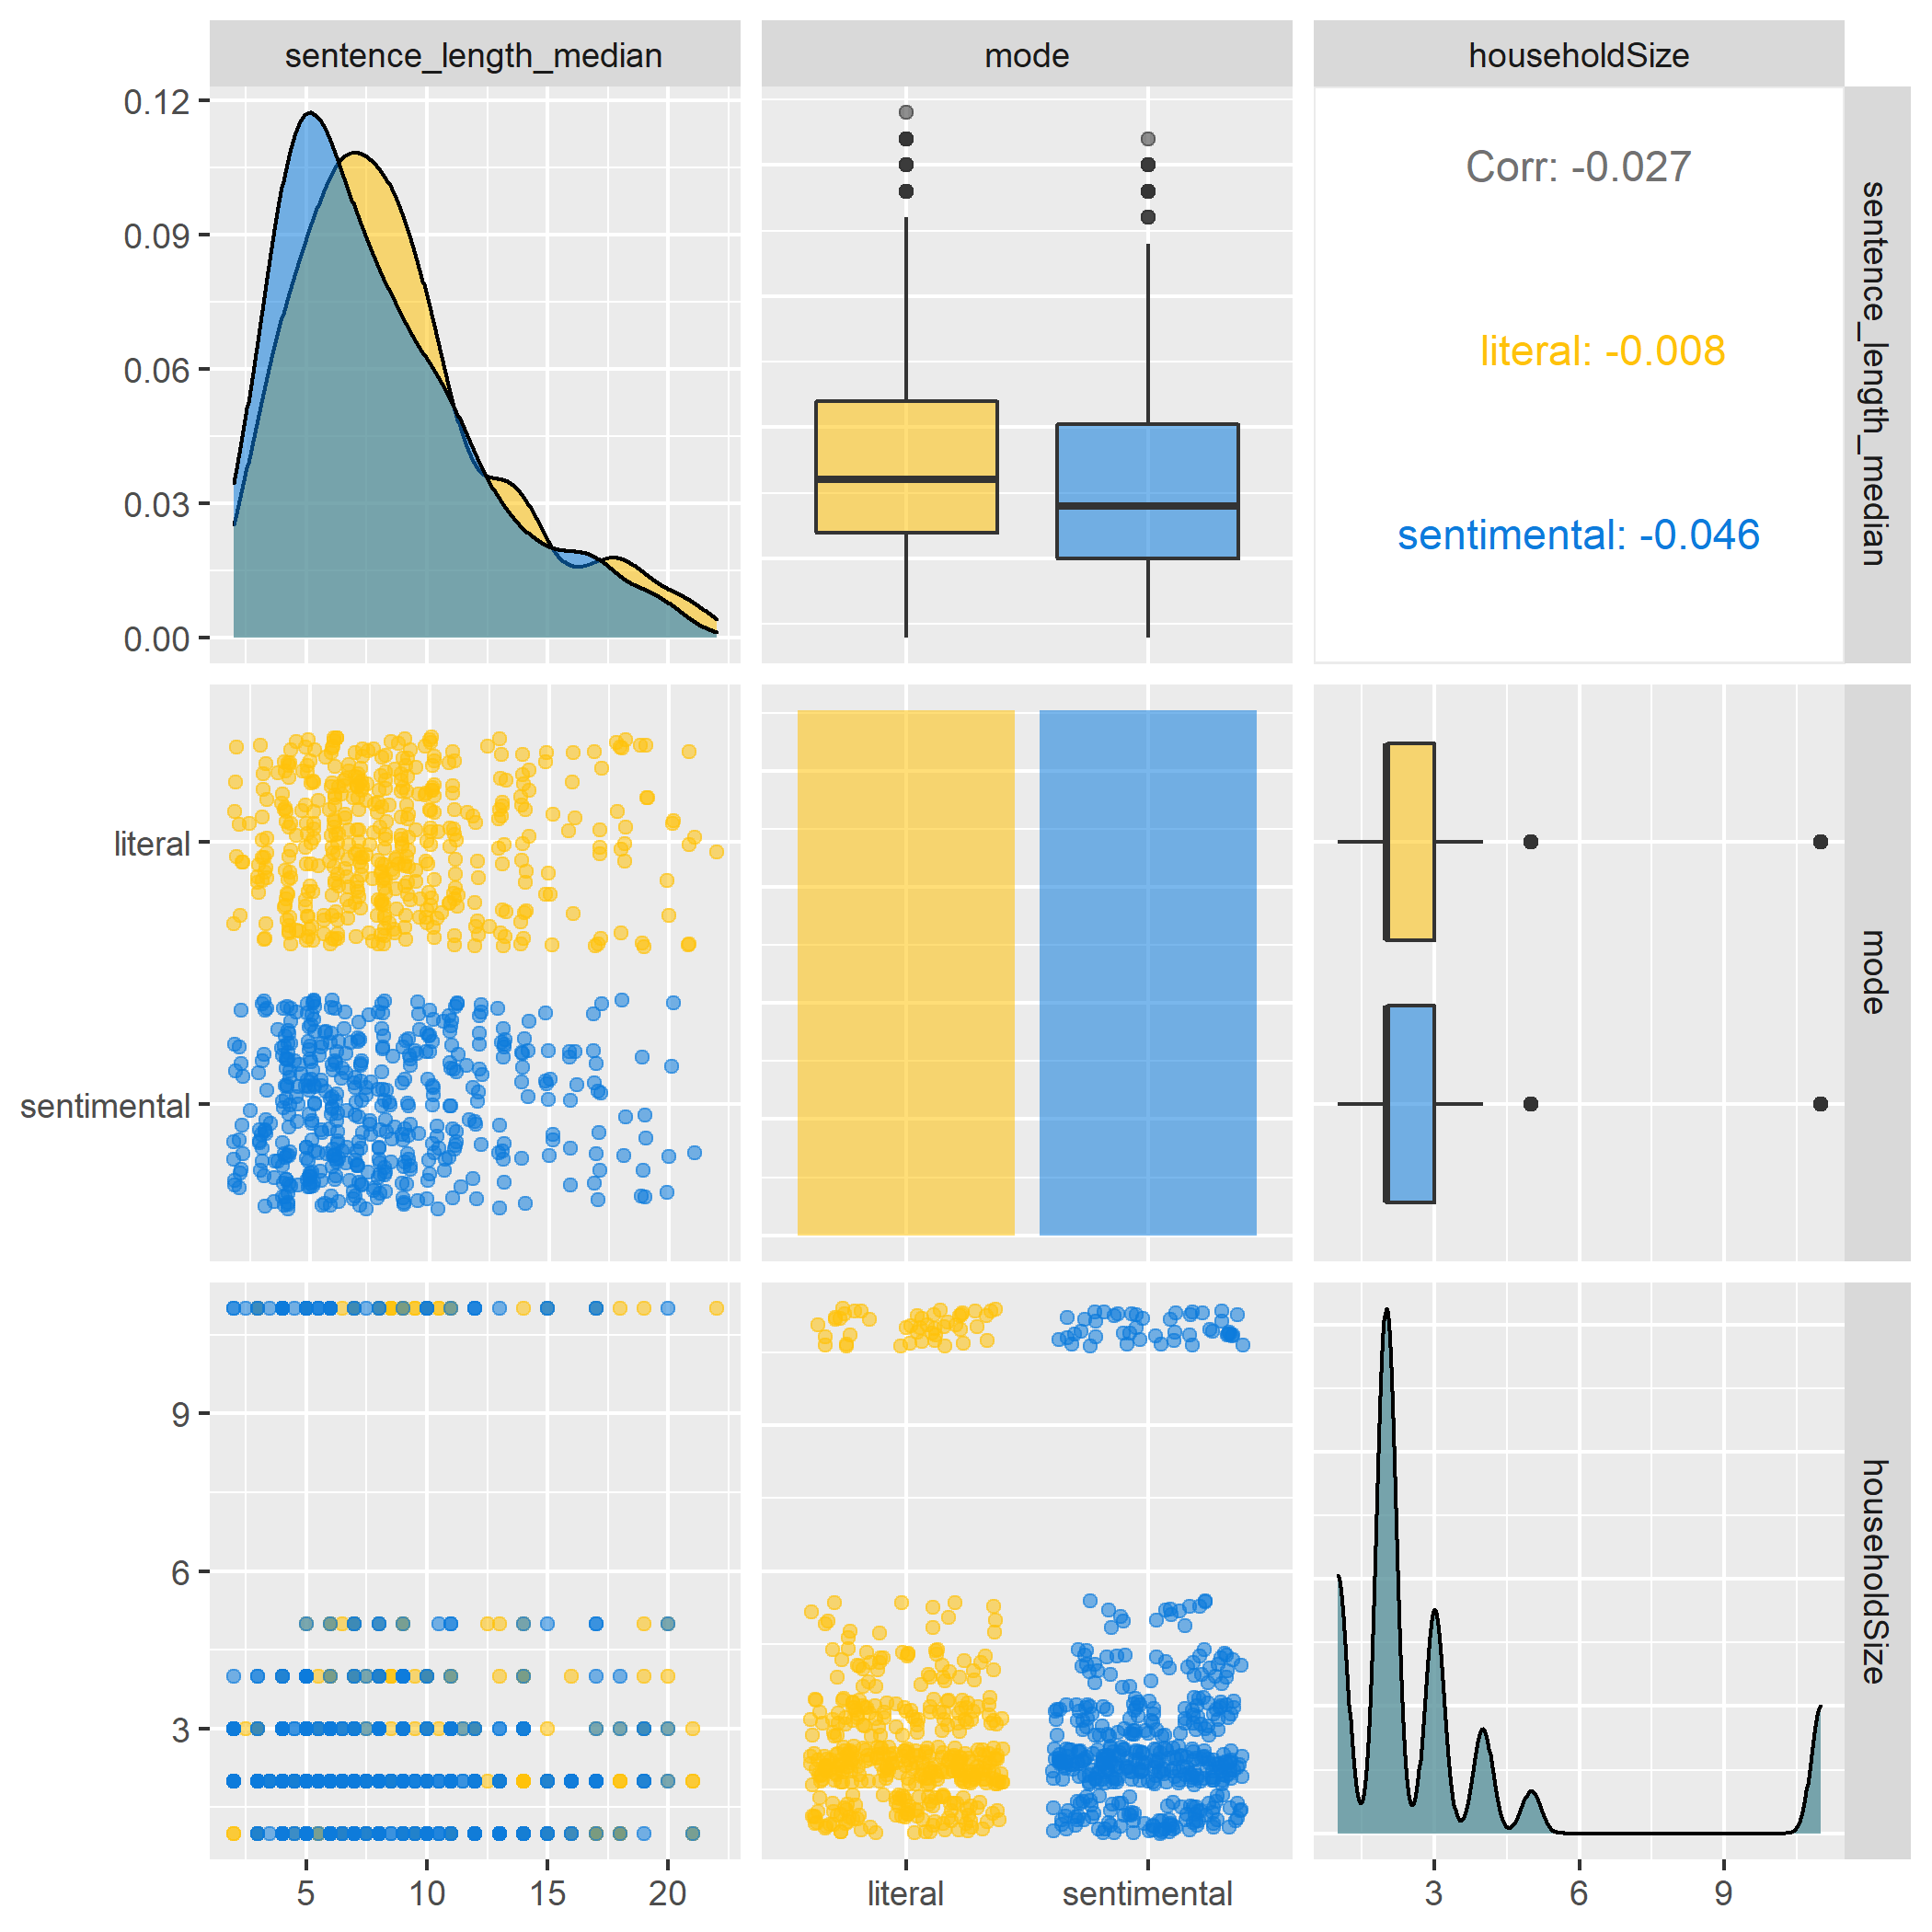 sentence_length_median
mode
householdSize
0.12
0.09
0.06
0.03
0.00
Corr: -0.027
literal: -0.008
sentimental: -0.046
sentence_length_median
literal
sentimental
mode
9
6
3
householdSize
5
10
15
20
literal
sentimental
3
6
9